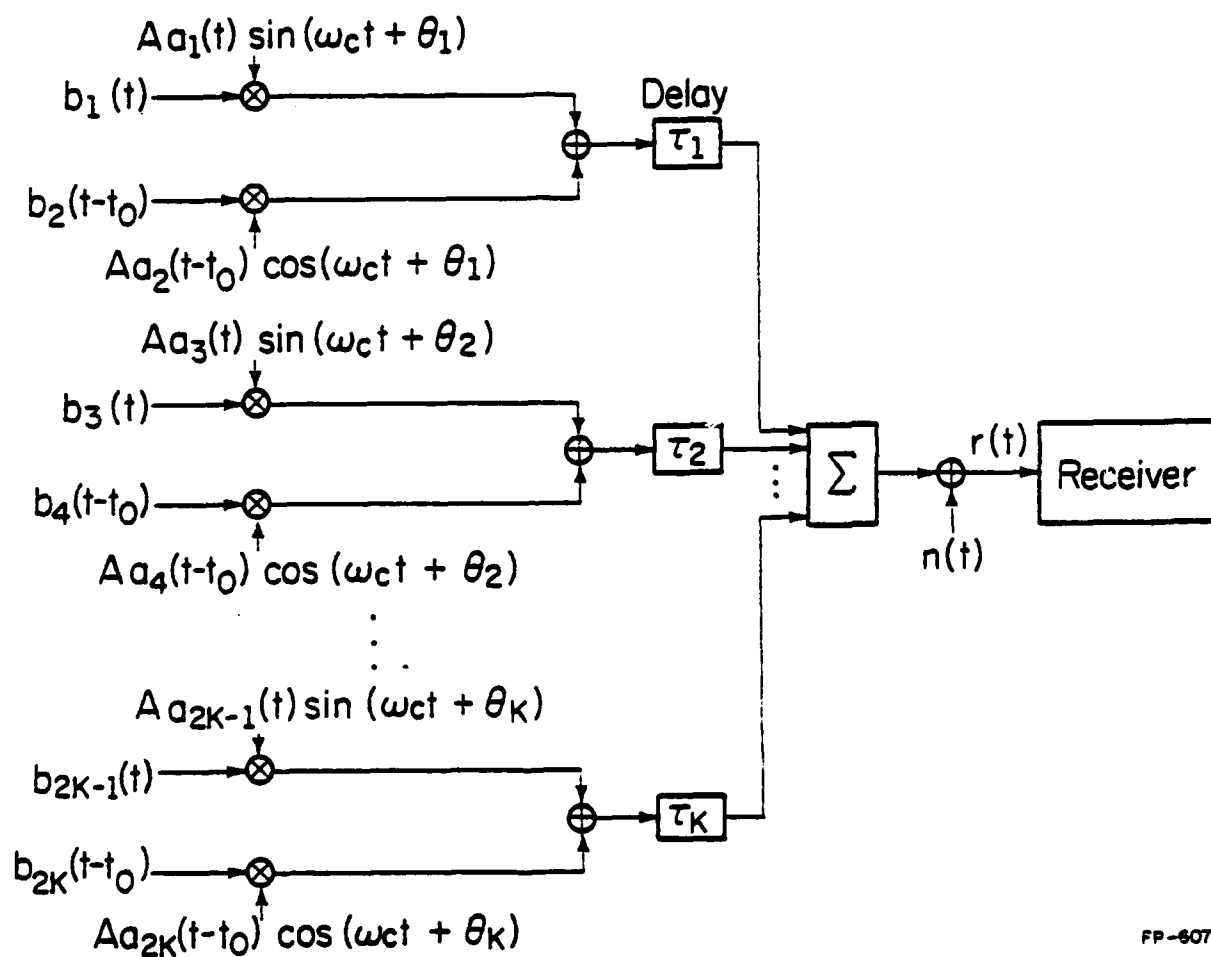 Aa₁(t) sin(ωct + θ₁)
b₁(t)
Delay
τ₁
b₂(t-t₀)
Aa₂(t-t₀) cos(ωct + θ₁)
Aa₃(t) sin(ωct + θ₂)
b₃(t)
τ₂
Σ
r(t)
Receiver
b₄(t-t₀)
n(t)
Aa₄(t-t₀) cos(ωct + θ₂)
Aa₂K-₁(t) sin(ωct + θK)
b₂K-₁(t)
τK
b₂K(t-t₀)
Aa₂K(t-t₀) cos(ωct + θK)
FP-607